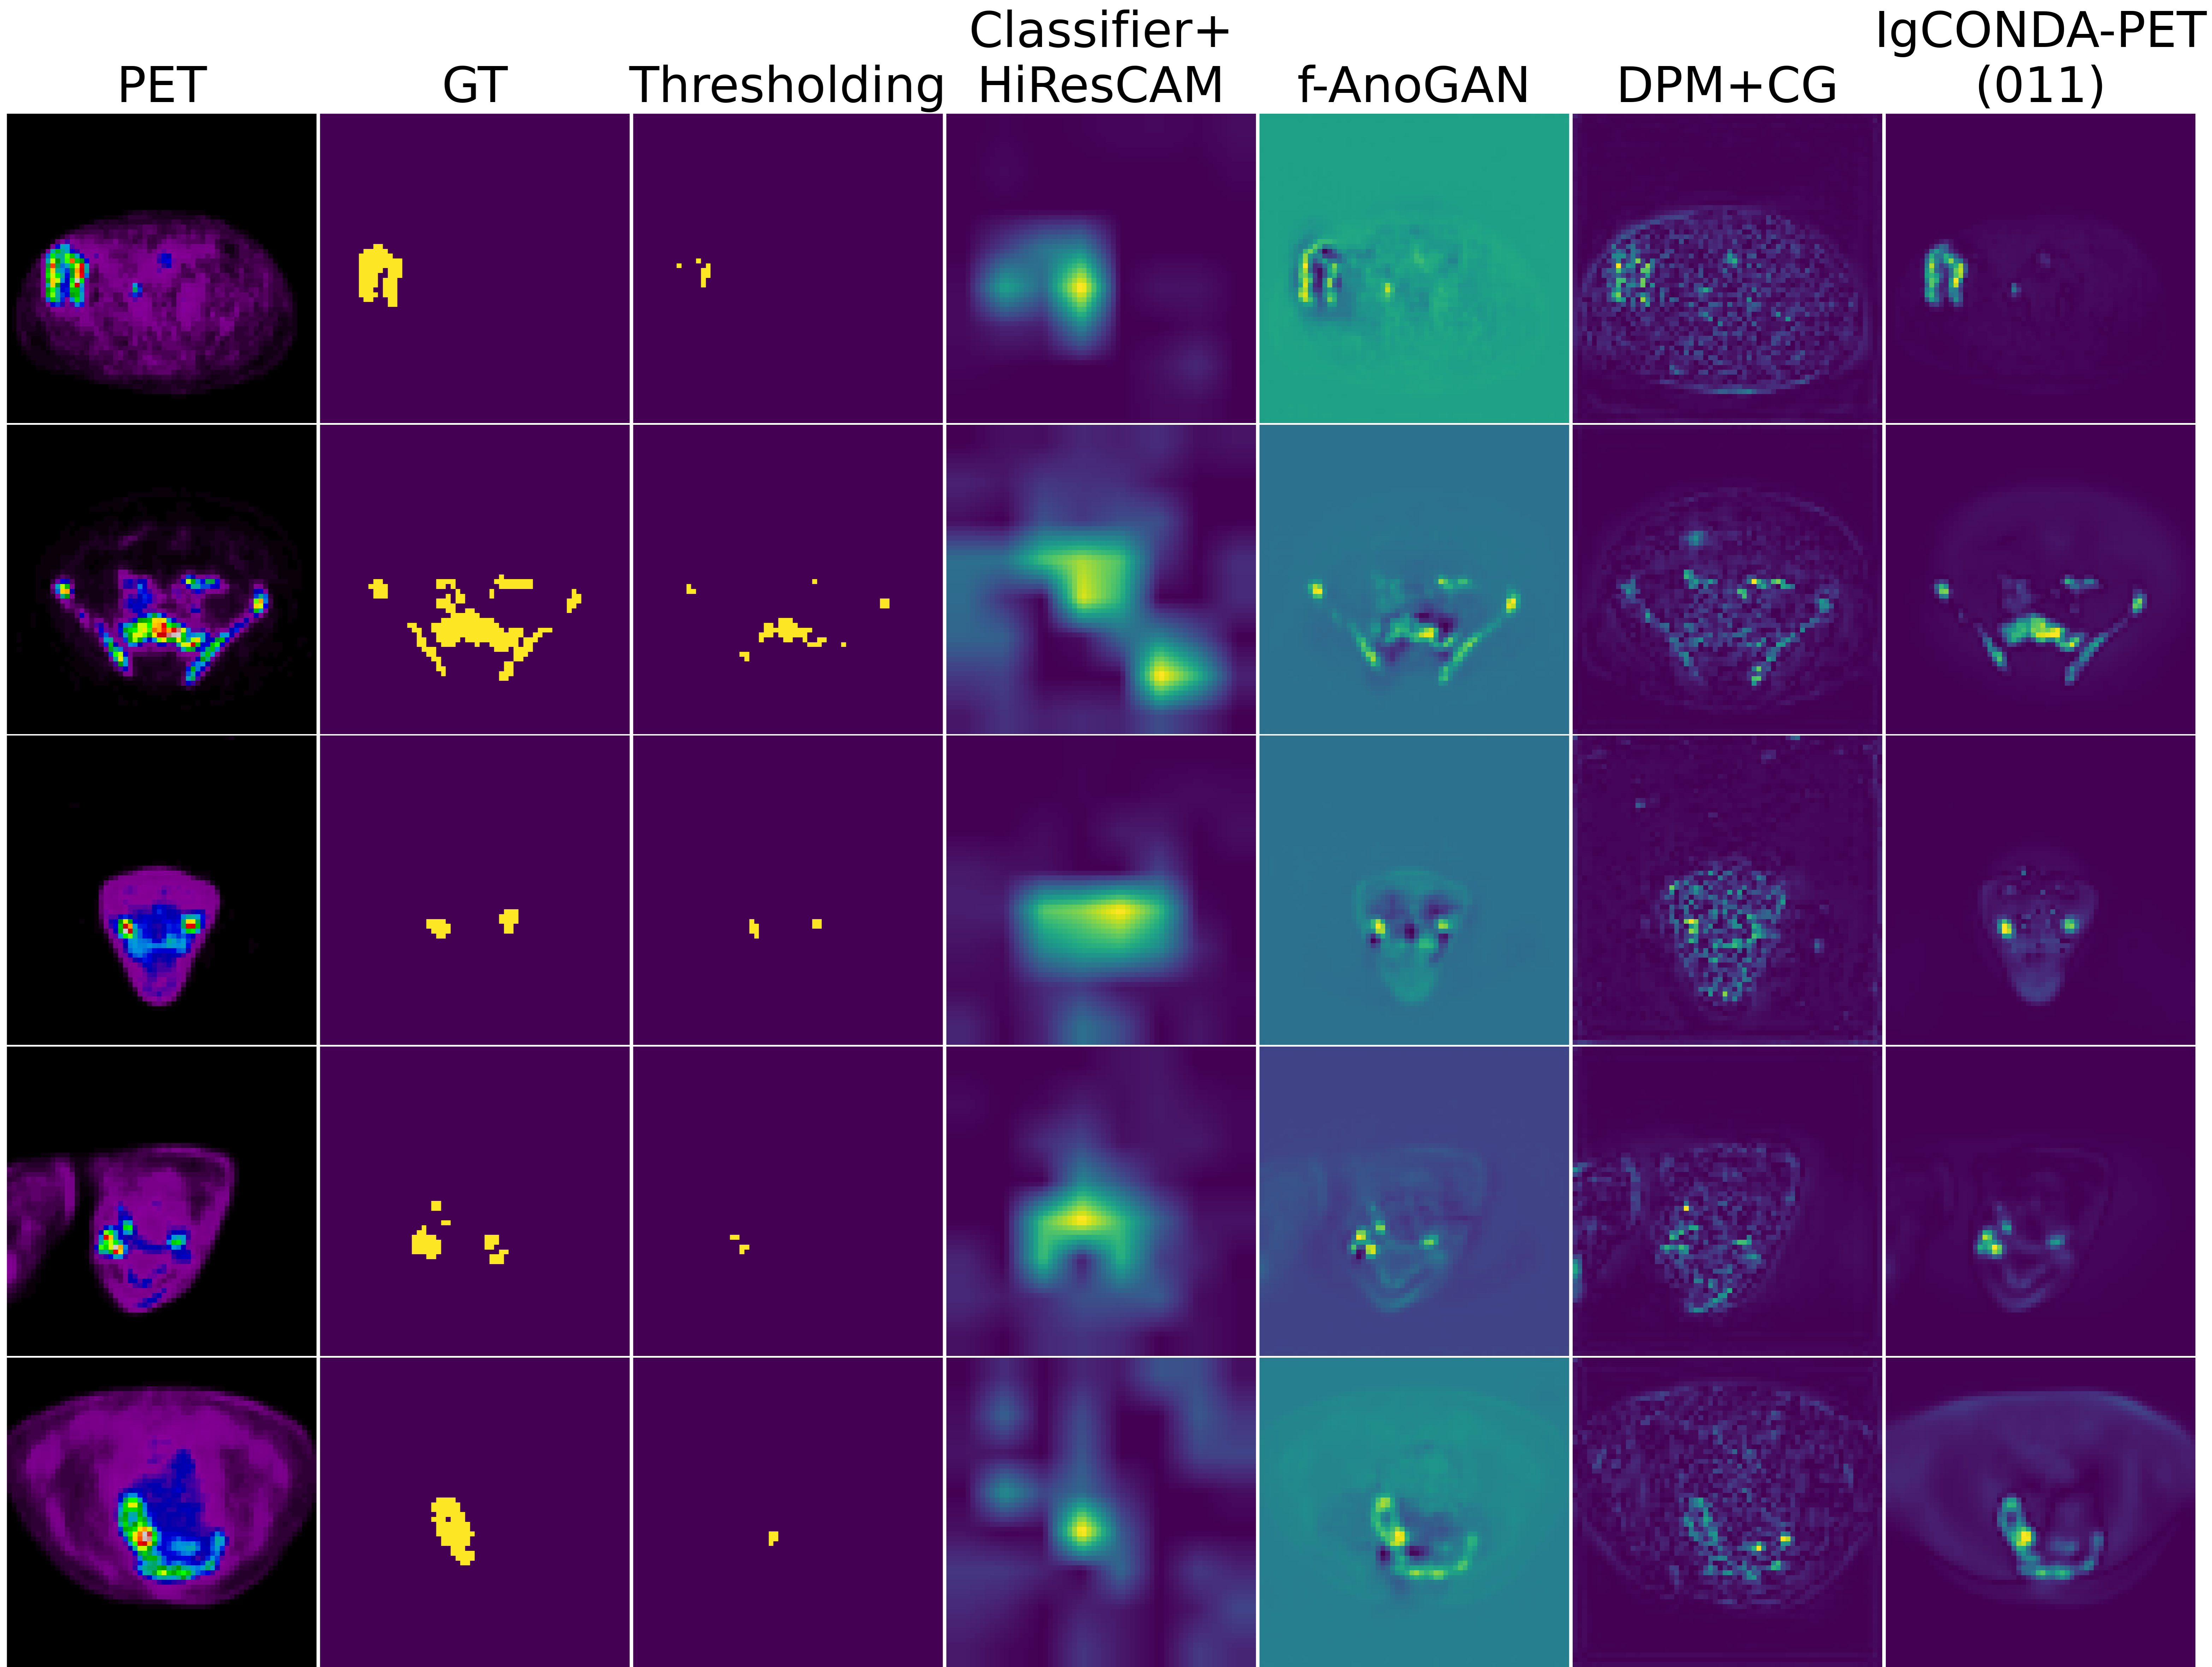 PET
GT
Thresholding
Classifier+
HiResCAM
f-AnoGAN
DPM+CG
IgCONDA-PET
(011)